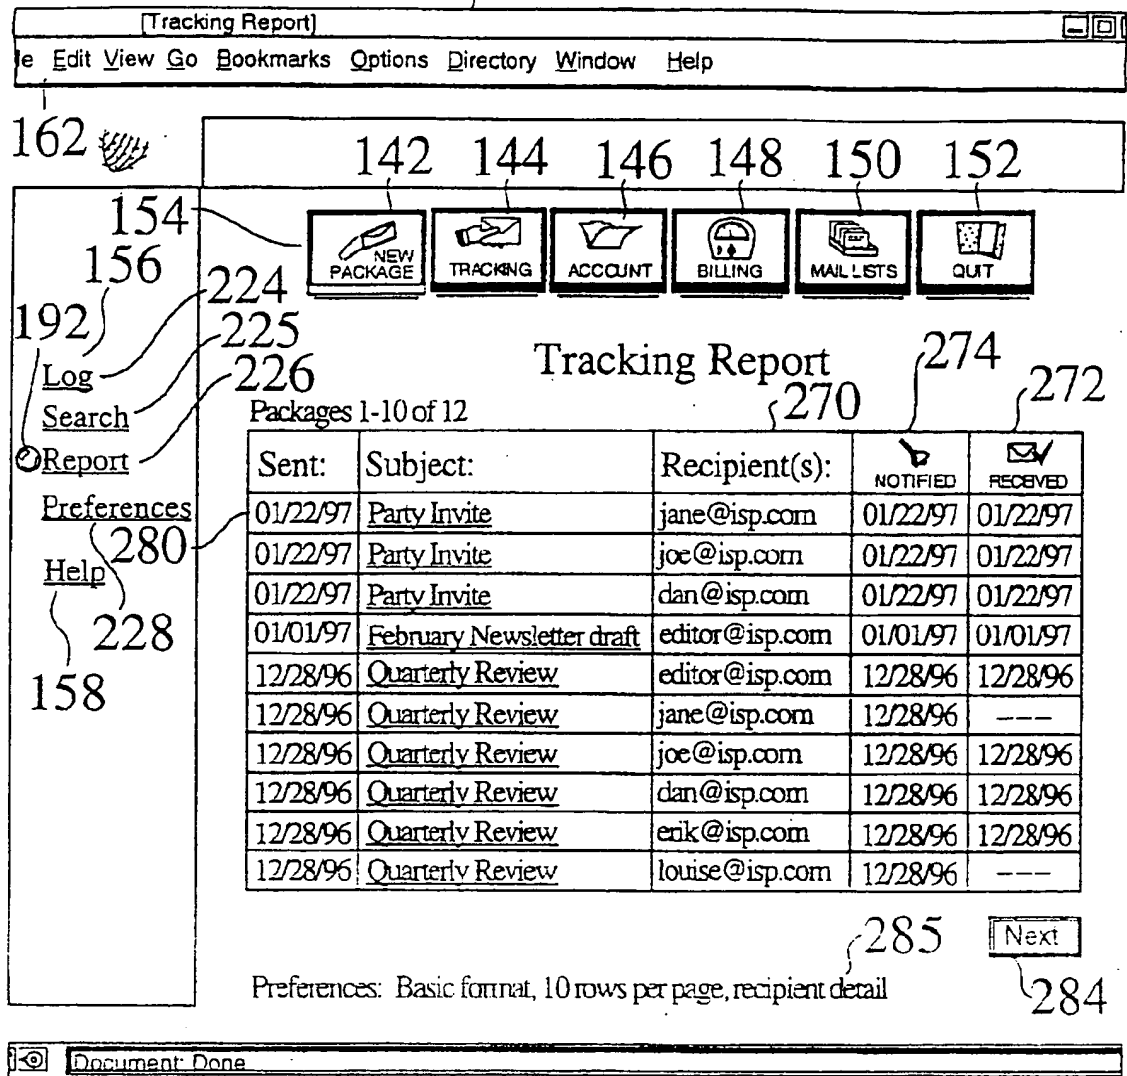 [Tracking Report]
le Edit View Go Bookmarks Options Directory Window Help
162
142 144 146 148 150 152
154
NEW PACKAGE TRACKING ACCOUNT BILLING MAIL LISTS QUIT
156
224
192
225
226
Log
Search
Report
Preferences
280
Help
228
158
Tracking Report
274
272
270
Packages 1-10 of 12
Sent: Subject: Recipient(s): NOTIFIED RECEIVED
01/22/97 Party Invite jane@isp.com 01/22/97 01/22/97
01/22/97 Party Invite joe@isp.com 01/22/97 01/22/97
01/22/97 Party Invite dan@isp.com 01/22/97 01/22/97
01/01/97 February Newsletter draft editor@isp.com 01/01/97 01/01/97
12/28/96 Quarterly Review editor@isp.com 12/28/96 12/28/96
12/28/96 Quarterly Review jane@isp.com 12/28/96 ---
12/28/96 Quarterly Review joe@isp.com 12/28/96 12/28/96
12/28/96 Quarterly Review dan@isp.com 12/28/96 12/28/96
12/28/96 Quarterly Review erik@isp.com 12/28/96 12/28/96
12/28/96 Quarterly Review louise@isp.com 12/28/96 ---
285
Next
284
Preferences: Basic format, 10 rows per page, recipient detail
Document: Done